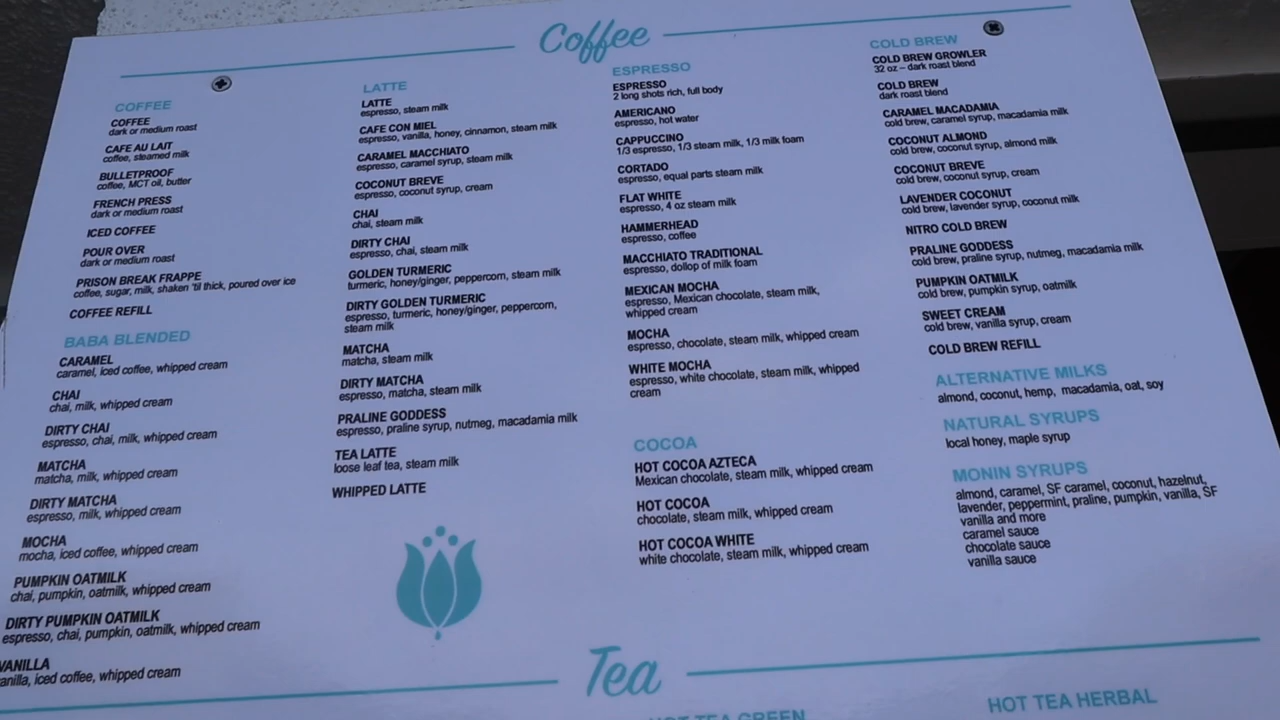 Coffee
COFFEE
COFFEE
dark or medium roast
CAFE AU LAIT
coffee, steamed milk
BULLETPROOF
coffee, MCT oil, butter
FRENCH PRESS
dark or medium roast
ICED COFFEE
POUR OVER
dark or medium roast
PRISON BREAK FRAPPE
coffee, sugar, milk, shaken 'til thick, poured over ice
COFFEE REFILL
BABA BLENDED
CARAMEL
caramel, iced coffee, whipped cream
CHAI
chai, milk, whipped cream
DIRTY CHAI
espresso, chai, milk, whipped cream
MATCHA
matcha, milk, whipped cream
DIRTY MATCHA
espresso, milk, whipped cream
MOCHA
mocha, iced coffee, whipped cream
PUMPKIN OATMILK
chai, pumpkin, oatmilk, whipped cream
DIRTY PUMPKIN OATMILK
espresso, chai, pumpkin, oatmilk, whipped cream
VANILLA
vanilla, iced coffee, whipped cream
LATTE
LATTE
espresso, steam milk
CAFE CON MIEL
espresso, vanilla, honey, cinnamon, steam milk
CARAMEL MACCHIATO
espresso, caramel syrup, steam milk
COCONUT BREVE
espresso, coconut syrup, cream
CHAI
chai, steam milk
DIRTY CHAI
espresso, chai, steam milk
GOLDEN TURMERIC
turmeric, honey/ginger, peppercorn, steam milk
DIRTY GOLDEN TURMERIC
espresso, turmeric, honey/ginger, peppercorn,
steam milk
MATCHA
matcha, steam milk
DIRTY MATCHA
espresso, matcha, steam milk
PRALINE GODDESS
espresso, praline syrup, nutmeg, macadamia milk
TEA LATTE
loose leaf tea, steam milk
WHIPPED LATTE
ESPRESSO
ESPRESSO
2 long shots rich, full body
AMERICANO
espresso, hot water
CAPPUCCINO
1/3 espresso, 1/3 steam milk, 1/3 milk foam
CORTADO
espresso, equal parts steam milk
FLAT WHITE
espresso, 4 oz steam milk
HAMMERHEAD
espresso, coffee
MACCHIATO TRADITIONAL
espresso, dollop of milk foam
MEXICAN MOCHA
espresso, Mexican chocolate, steam milk,
whipped cream
MOCHA
espresso, chocolate, steam milk, whipped cream
WHITE MOCHA
espresso, white chocolate, steam milk, whipped
cream
COCOA
HOT COCOA AZTECA
Mexican chocolate, steam milk, whipped cream
HOT COCOA
chocolate, steam milk, whipped cream
HOT COCOA WHITE
white chocolate, steam milk, whipped cream
COLD BREW
COLD BREW GROWLER
32 oz – dark roast blend
COLD BREW
dark roast blend
CARAMEL MACADAMIA
cold brew, caramel syrup, macadamia milk
COCONUT ALMOND
cold brew, coconut syrup, almond milk
COCONUT BREVE
cold brew, coconut syrup, cream
LAVENDER COCONUT
cold brew, lavender syrup, coconut milk
NITRO COLD BREW
PRALINE GODDESS
cold brew, praline syrup, nutmeg, macadamia milk
PUMPKIN OATMILK
cold brew, pumpkin syrup, oatmilk
SWEET CREAM
cold brew, vanilla syrup, cream
COLD BREW REFILL
ALTERNATIVE MILKS
almond, coconut, hemp, macadamia, oat, soy
NATURAL SYRUPS
local honey, maple syrup
MONIN SYRUPS
almond, caramel, SF caramel, coconut, hazelnut,
lavender, peppermint, praline, pumpkin, vanilla, SF
vanilla and more
caramel sauce
chocolate sauce
vanilla sauce
Tea
HOT TEA GREEN
HOT TEA HERBAL